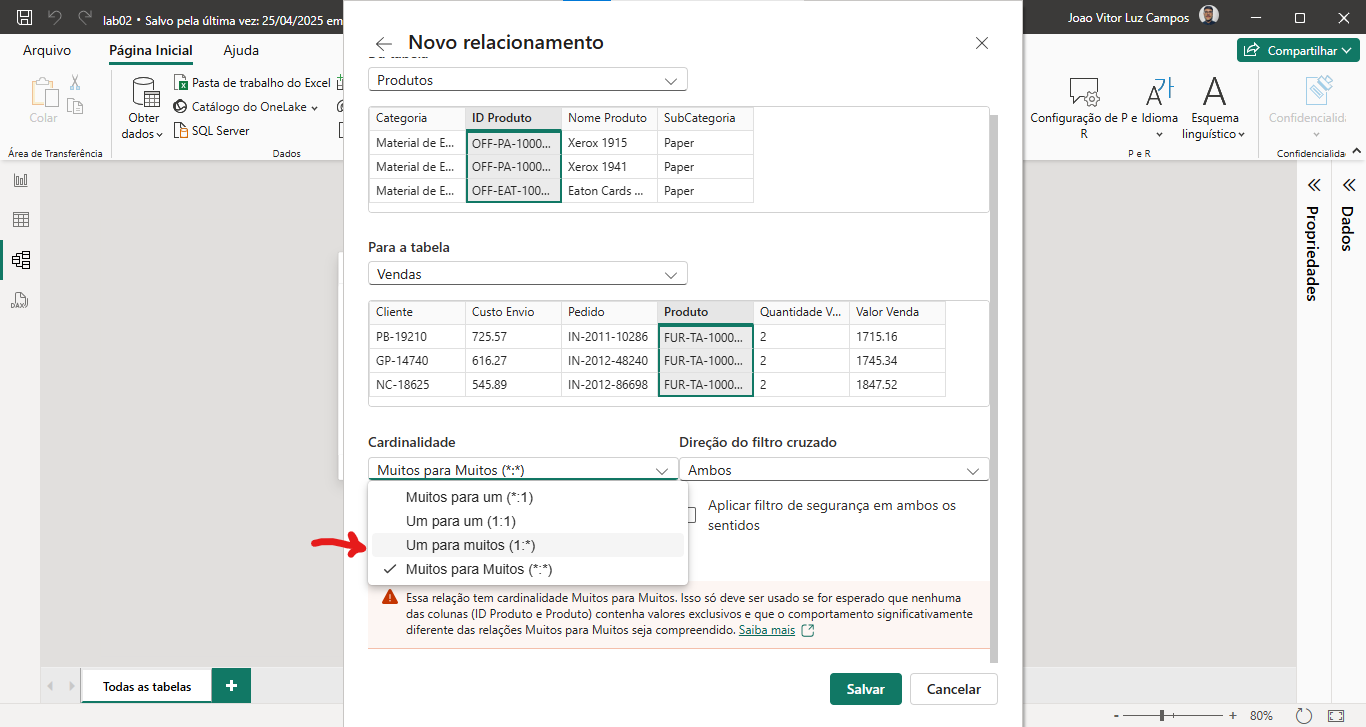 lab02 • Salvo pela última vez: 25/04/2025 em
Joao Vitor Luz Campos
Arquivo
Página Inicial
Ajuda
Compartilhar
Colar
Área de Transferência
Obter
dados
Pasta de trabalho do Excel
Catálogo do OneLake
SQL Server
Dados
Configuração de P e
R
Idioma
Esquema
linguístico
P e R
Confidencialid
Confidencialida
Novo relacionamento
Produtos
Categoria ID Produto Nome Produto SubCategoria
Material de E... OFF-PA-1000... Xerox 1915 Paper
Material de E... OFF-PA-1000... Xerox 1941 Paper
Material de E... OFF-EAT-100... Eaton Cards ... Paper
Para a tabela
Vendas
Cliente Custo Envio Pedido Produto Quantidade V... Valor Venda
PB-19210 725.57 IN-2011-10286 FUR-TA-1000... 2 1715.16
GP-14740 616.27 IN-2012-48240 FUR-TA-1000... 2 1745.34
NC-18625 545.89 IN-2012-86698 FUR-TA-1000... 2 1847.52
Cardinalidade
Direção do filtro cruzado
Muitos para Muitos (*:*)
Ambos
Muitos para um (*:1)
Um para um (1:1)
Um para muitos (1:*)
Muitos para Muitos (*:*)
Aplicar filtro de segurança em ambos os
sentidos
Essa relação tem cardinalidade Muitos para Muitos. Isso só deve ser usado se for esperado que nenhuma
das colunas (ID Produto e Produto) contenha valores exclusivos e que o comportamento significativamente
diferente das relações Muitos para Muitos seja compreendido. Saiba mais
Salvar
Cancelar
Propriedades
Dados
DAX
Todas as tabelas
+
- + 80%